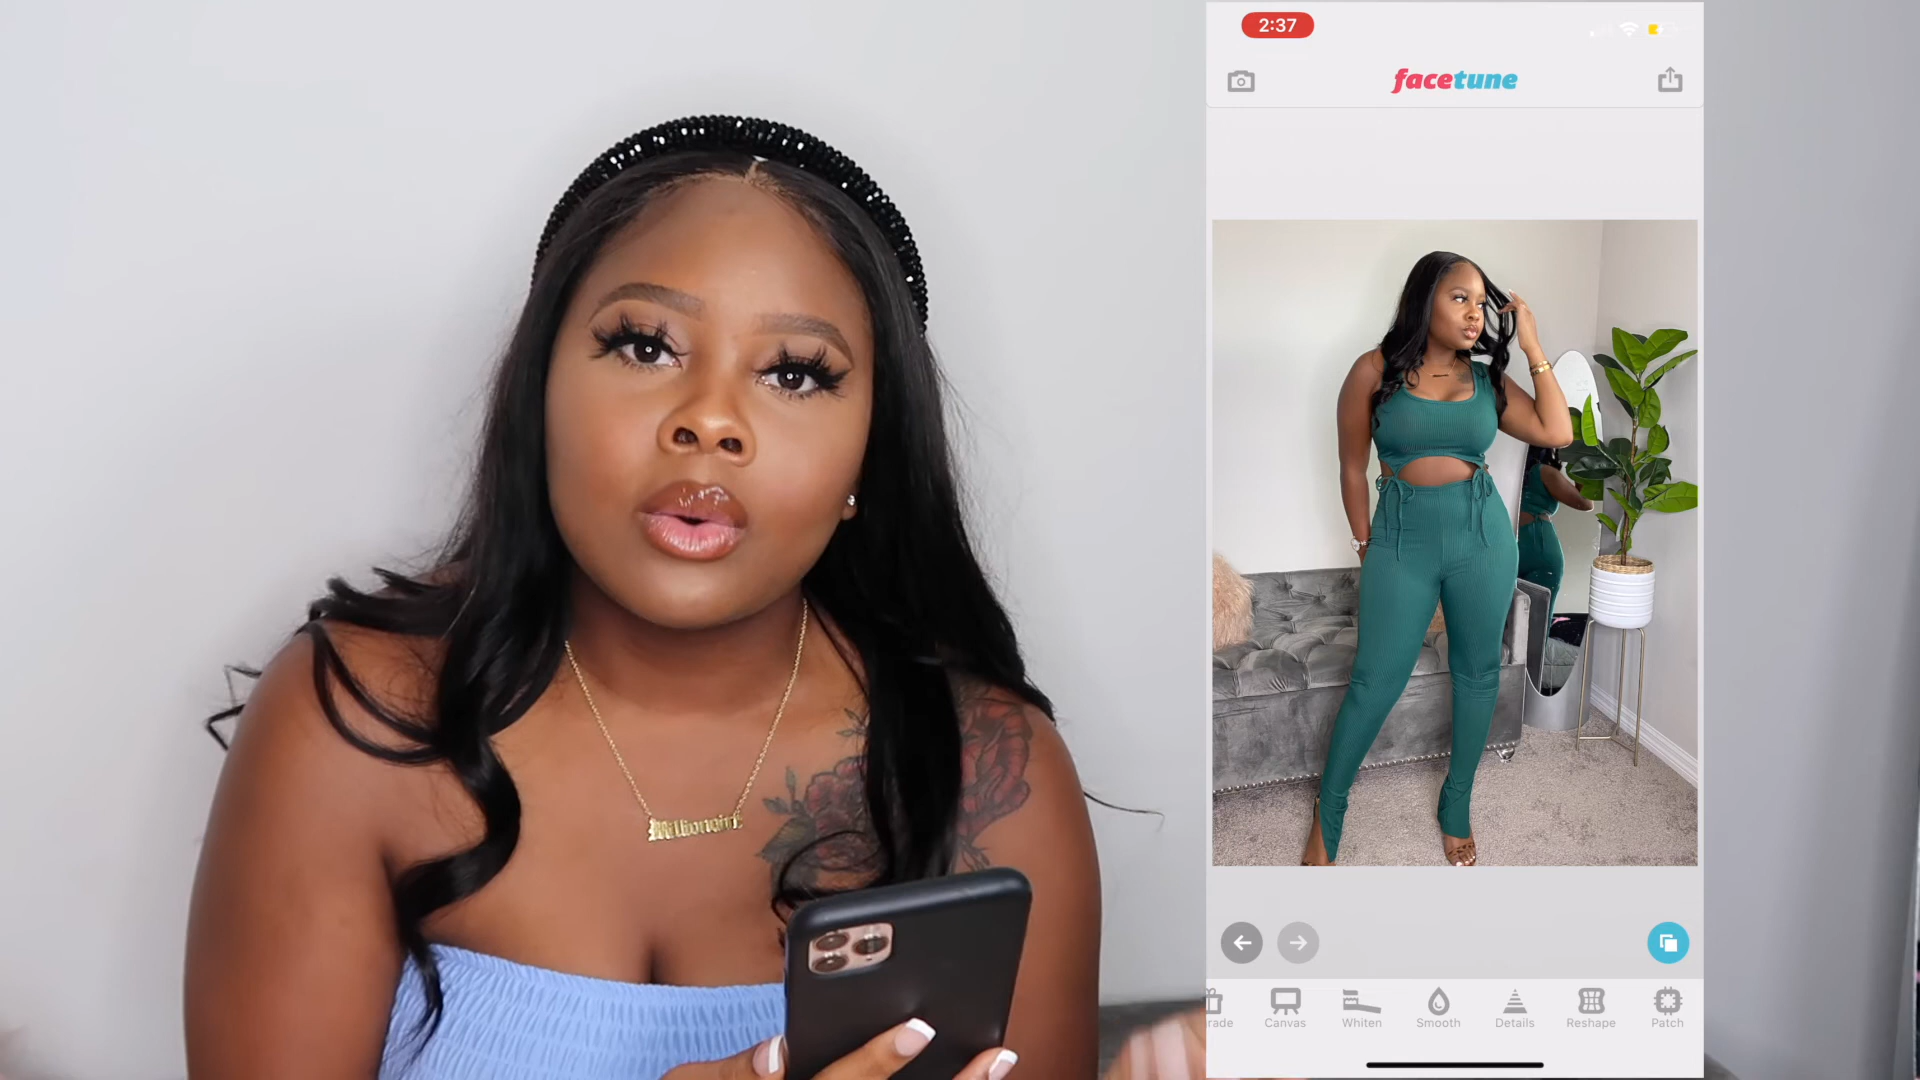 2:37
facetune
rade
Canvas
Whiten
Smooth
Details
Reshape
Patch